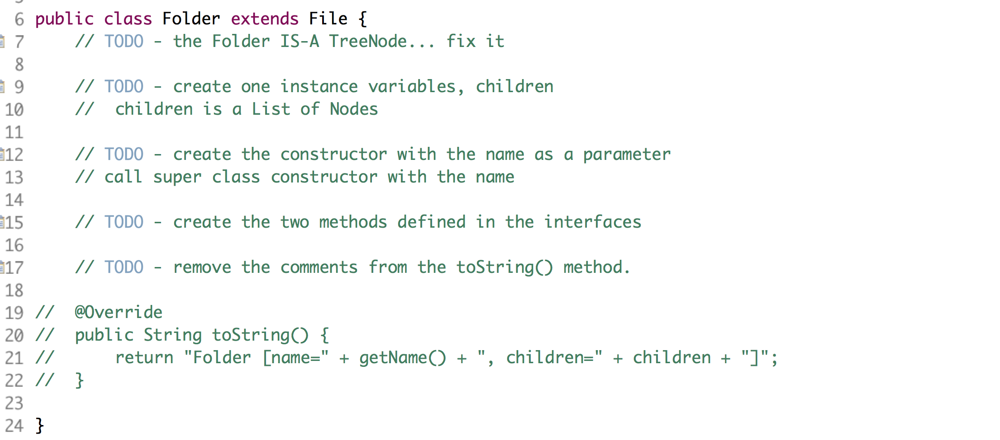 6 public class Folder extends File {
7 // TODO - the Folder IS-A TreeNode... fix it
8
9 // TODO - create one instance variables, children
10 //  children is a List of Nodes
11
12 // TODO - create the constructor with the name as a parameter
13 // call super class constructor with the name
14
15 // TODO - create the two methods defined in the interfaces
16
17 // TODO - remove the comments from the toString() method.
18
19 //  @Override
20 //  public String toString() {
21 //      return "Folder [name=" + getName() + ", children=" + children + "]";
22 //  }
23
24 }